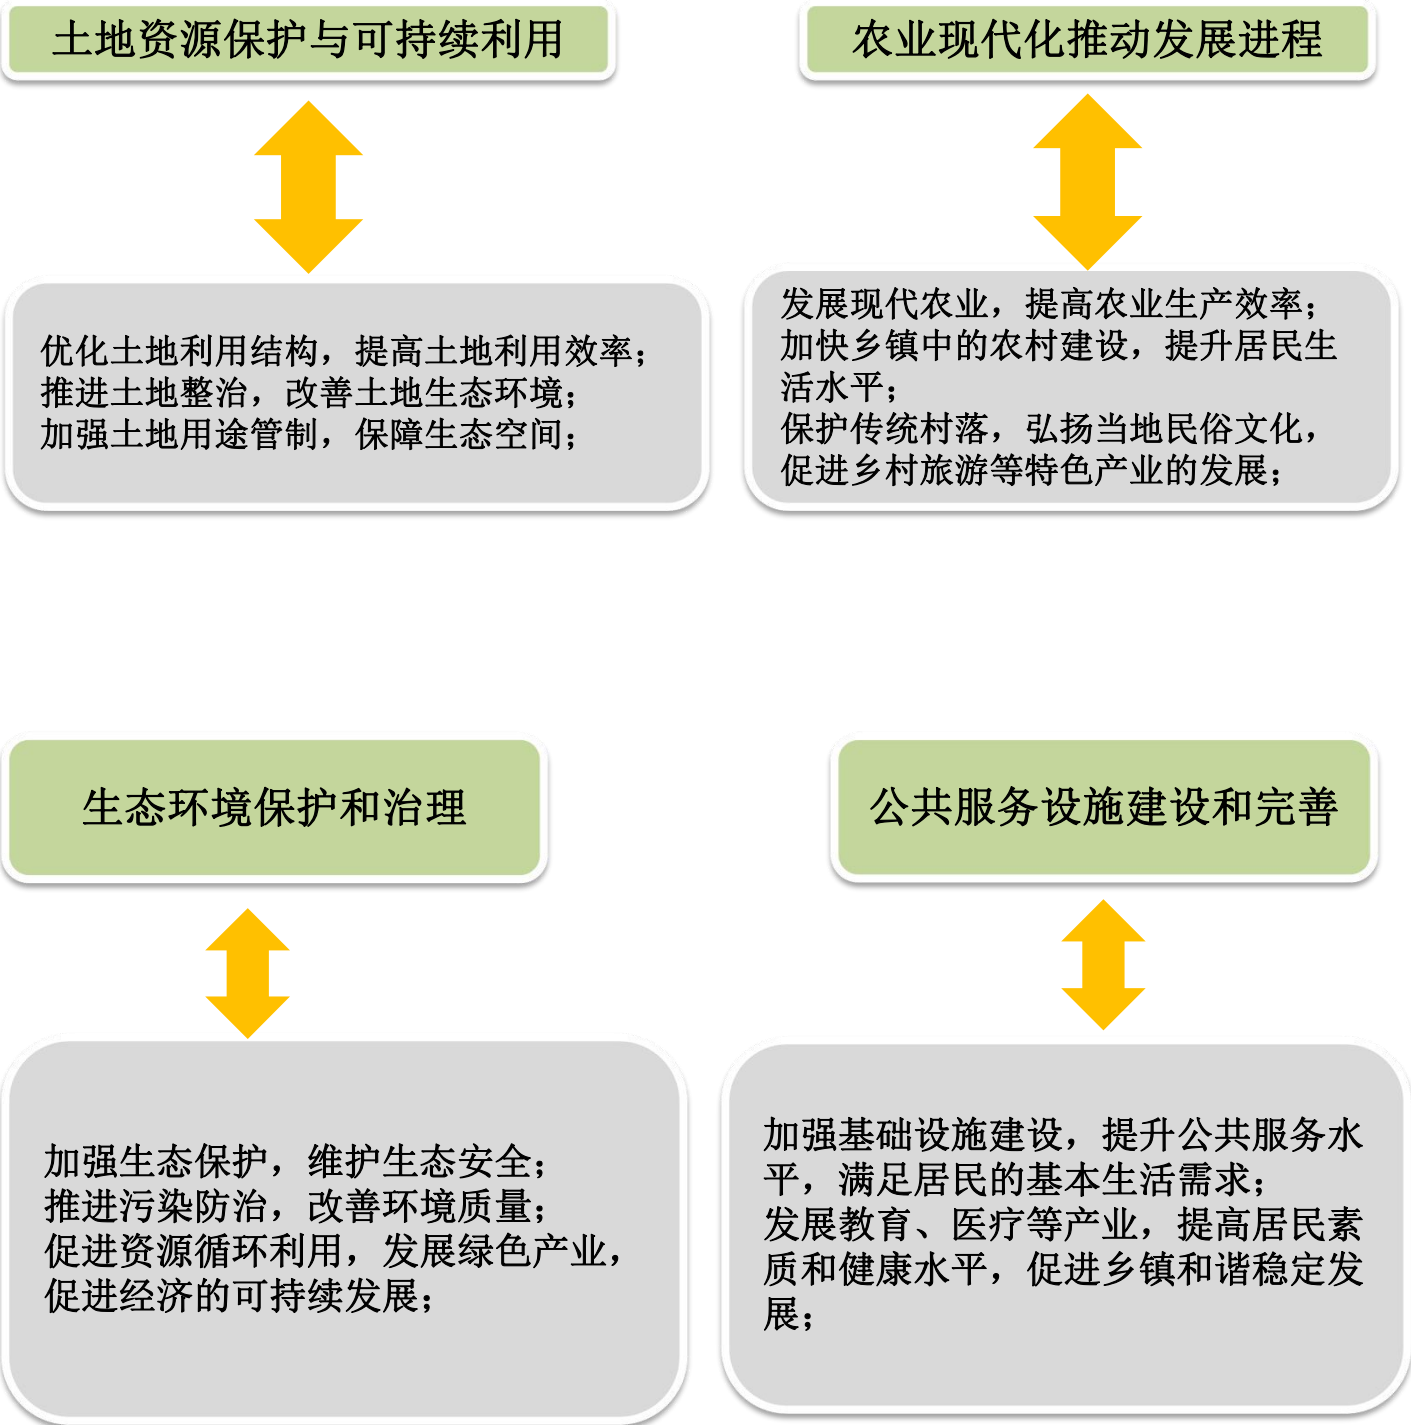 土地资源保护与可持续利用
优化土地利用结构，提高土地利用效率；
推进土地整治，改善土地生态环境；
加强土地用途管制，保障生态空间；
农业现代化推动发展进程
发展现代农业，提高农业生产效率；
加快乡镇中的农村建设，提升居民生
活水平；
保护传统村落，弘扬当地民俗文化，
促进乡村旅游等特色产业的发展；
生态环境保护和治理
加强生态保护，维护生态安全；
推进污染防治，改善环境质量；
促进资源循环利用，发展绿色产业，
促进经济的可持续发展；
公共服务设施建设和完善
加强基础设施建设，提升公共服务水
平，满足居民的基本生活需求；
发展教育、医疗等产业，提高居民素
质和健康水平，促进乡镇和谐稳定发
展；